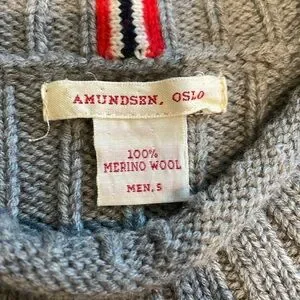 AMUNDSEN, OSLO
100%
MERINO WOOL
MEN, S